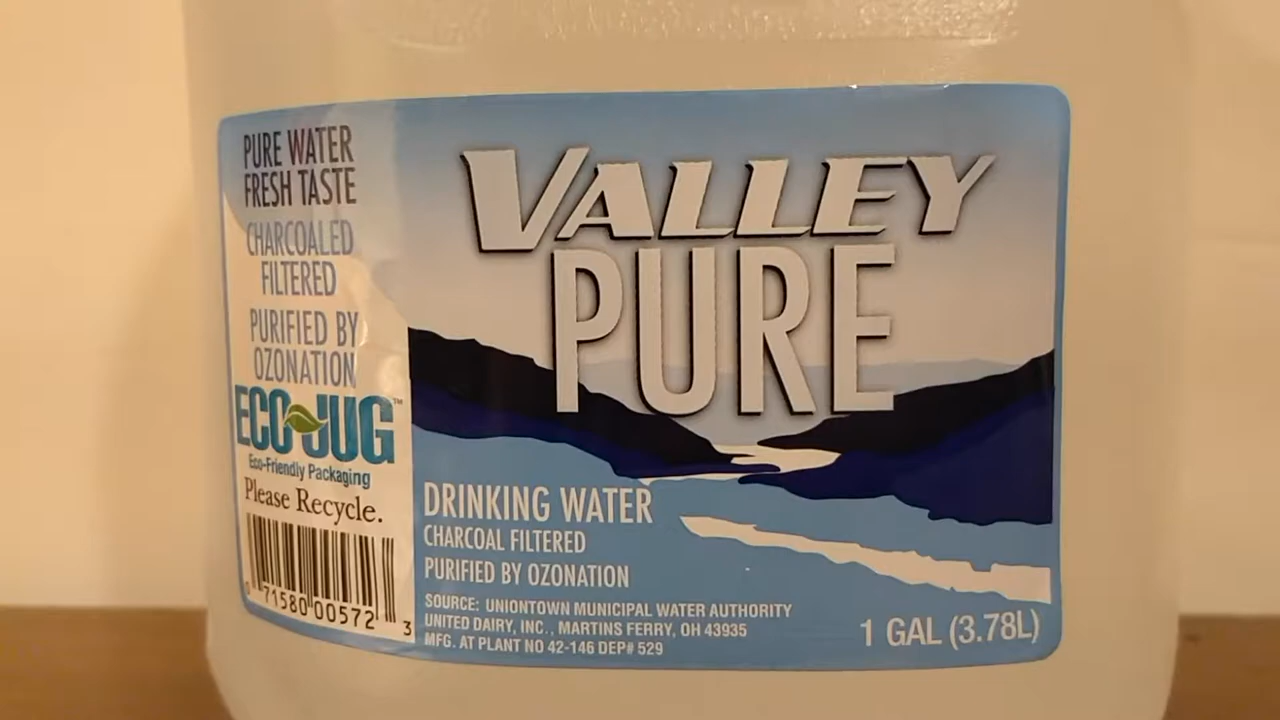 PURE WATER
FRESH TASTE
CHARCOALED
FILTERED
PURIFIED BY
OZONATION
ECO JUG™
Eco-Friendly Packaging
Please Recycle.
0 71580 00572 3
VALLEY
PURE
DRINKING WATER
CHARCOAL FILTERED
PURIFIED BY OZONATION
SOURCE: UNIONTOWN MUNICIPAL WATER AUTHORITY
UNITED DAIRY, INC., MARTINS FERRY, OH 43935
MFG. AT PLANT NO 42-146 DEP# 529
1 GAL (3.78L)